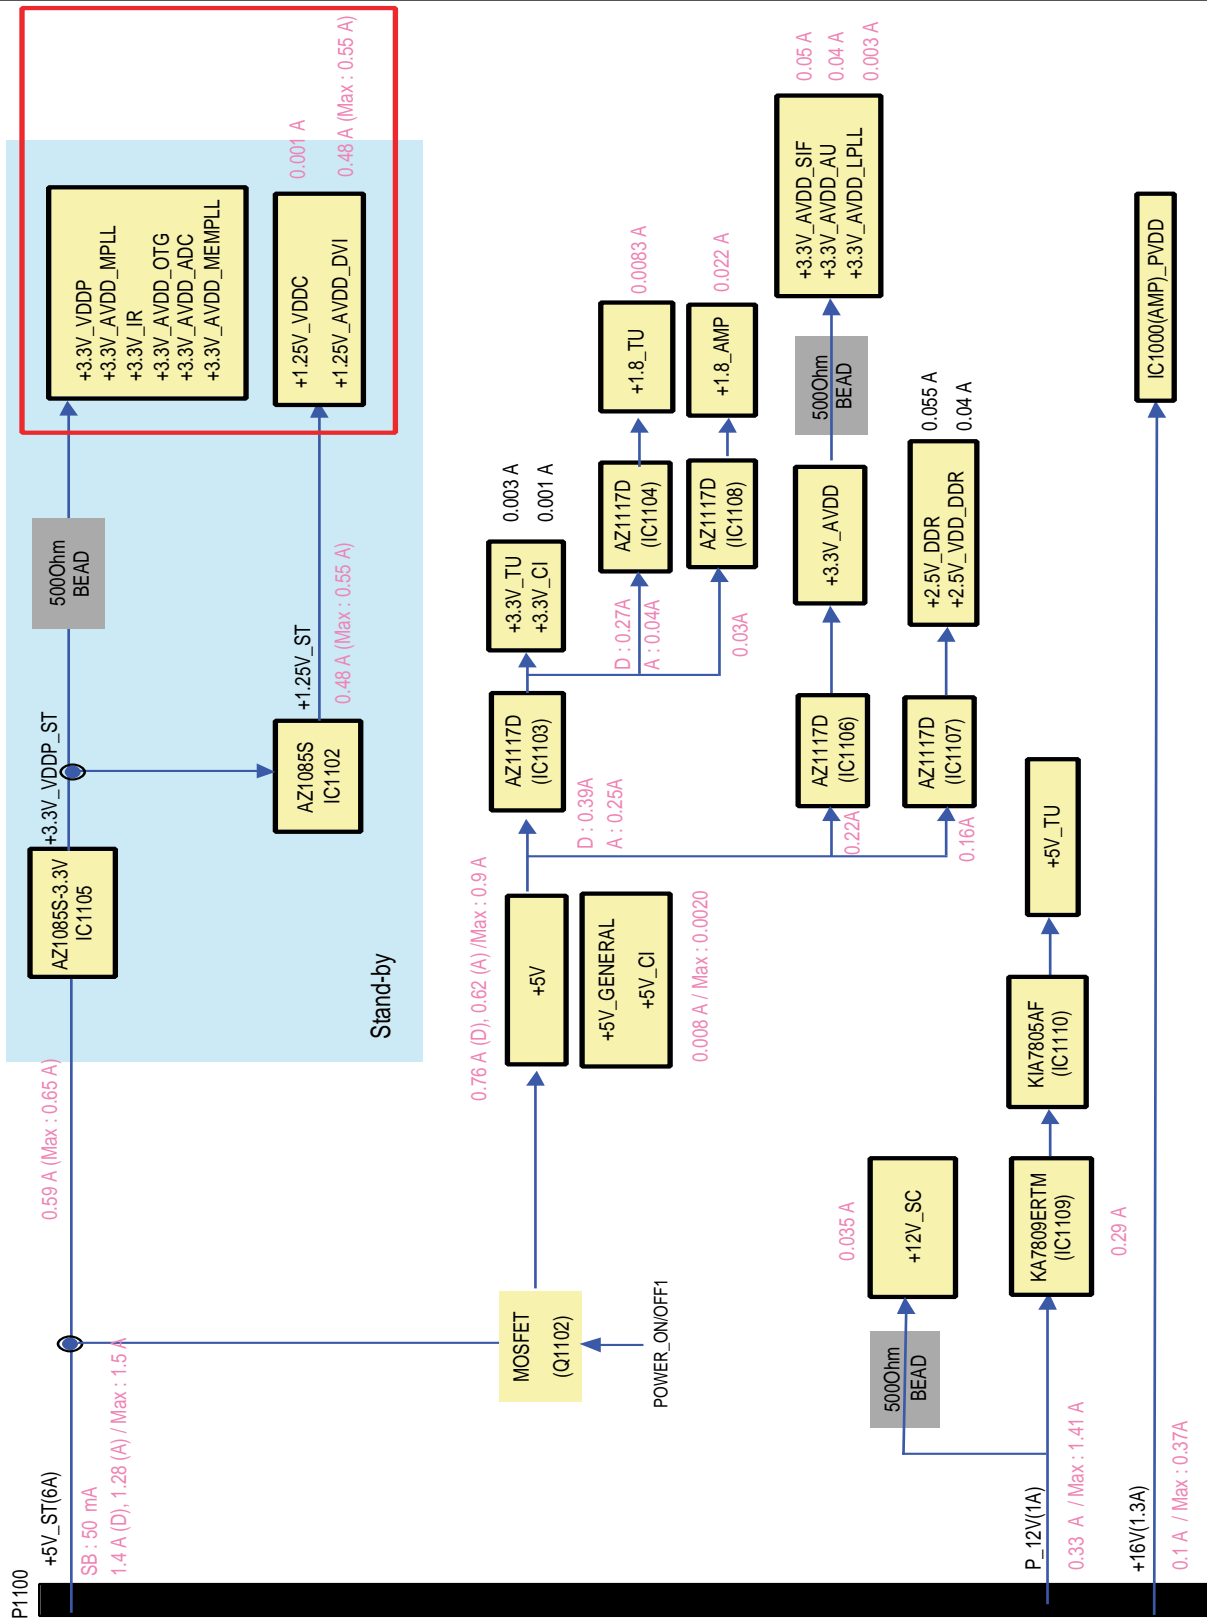 P1100
+5V_ST(6A)
SB : 50 mA
1.4 A (D), 1.28 (A) / Max : 1.5 A
0.59 A (Max : 0.65 A)
AZ1085S-3.3V
IC1105
+3.3V_VDDP_ST
500Ohm
BEAD
+3.3V_VDDP
+3.3V_AVDD_MPLL
+3.3V_IR
+3.3V_AVDD_OTG
+3.3V_AVDD_ADC
+3.3V_AVDD_MEMPLL
AZ1085S
IC1102
+1.25V_ST
0.48 A (Max : 0.55 A)
+1.25V_VDDC
+1.25V_AVDD_DVI
0.001 A
0.48 A (Max : 0.55 A)
Stand-by
MOSFET
(Q1102)
POWER_ON/OFF1
0.76 A (D), 0.62 (A) /Max : 0.9 A
+5V
+5V_GENERAL
+5V_CI
0.008 A / Max : 0.0020
AZ1117D
(IC1103)
D : 0.39A
A : 0.25A
+3.3V_TU
+3.3V_CI
0.003 A
0.001 A
D : 0.27A
A : 0.04A
AZ1117D
(IC1104)
+1.8_TU
0.0083 A
0.03A
AZ1117D
(IC1108)
+1.8_AMP
0.022 A
0.22A
AZ1117D
(IC1106)
+3.3V_AVDD
500Ohm
BEAD
+3.3V_AVDD_SIF
+3.3V_AVDD_AU
+3.3V_AVDD_LPLL
0.05 A
0.04 A
0.003 A
0.16A
AZ1117D
(IC1107)
+2.5V_DDR
+2.5V_VDD_DDR
0.055 A
0.04 A
P_12V(1A)
0.33 A / Max : 1.41 A
500Ohm
BEAD
+12V_SC
0.035 A
KA7809ERTM
(IC1109)
0.29 A
KIA7805AF
(IC1110)
+5V_TU
+16V(1.3A)
0.1 A / Max : 0.37A
IC1000(AMP)_PVDD